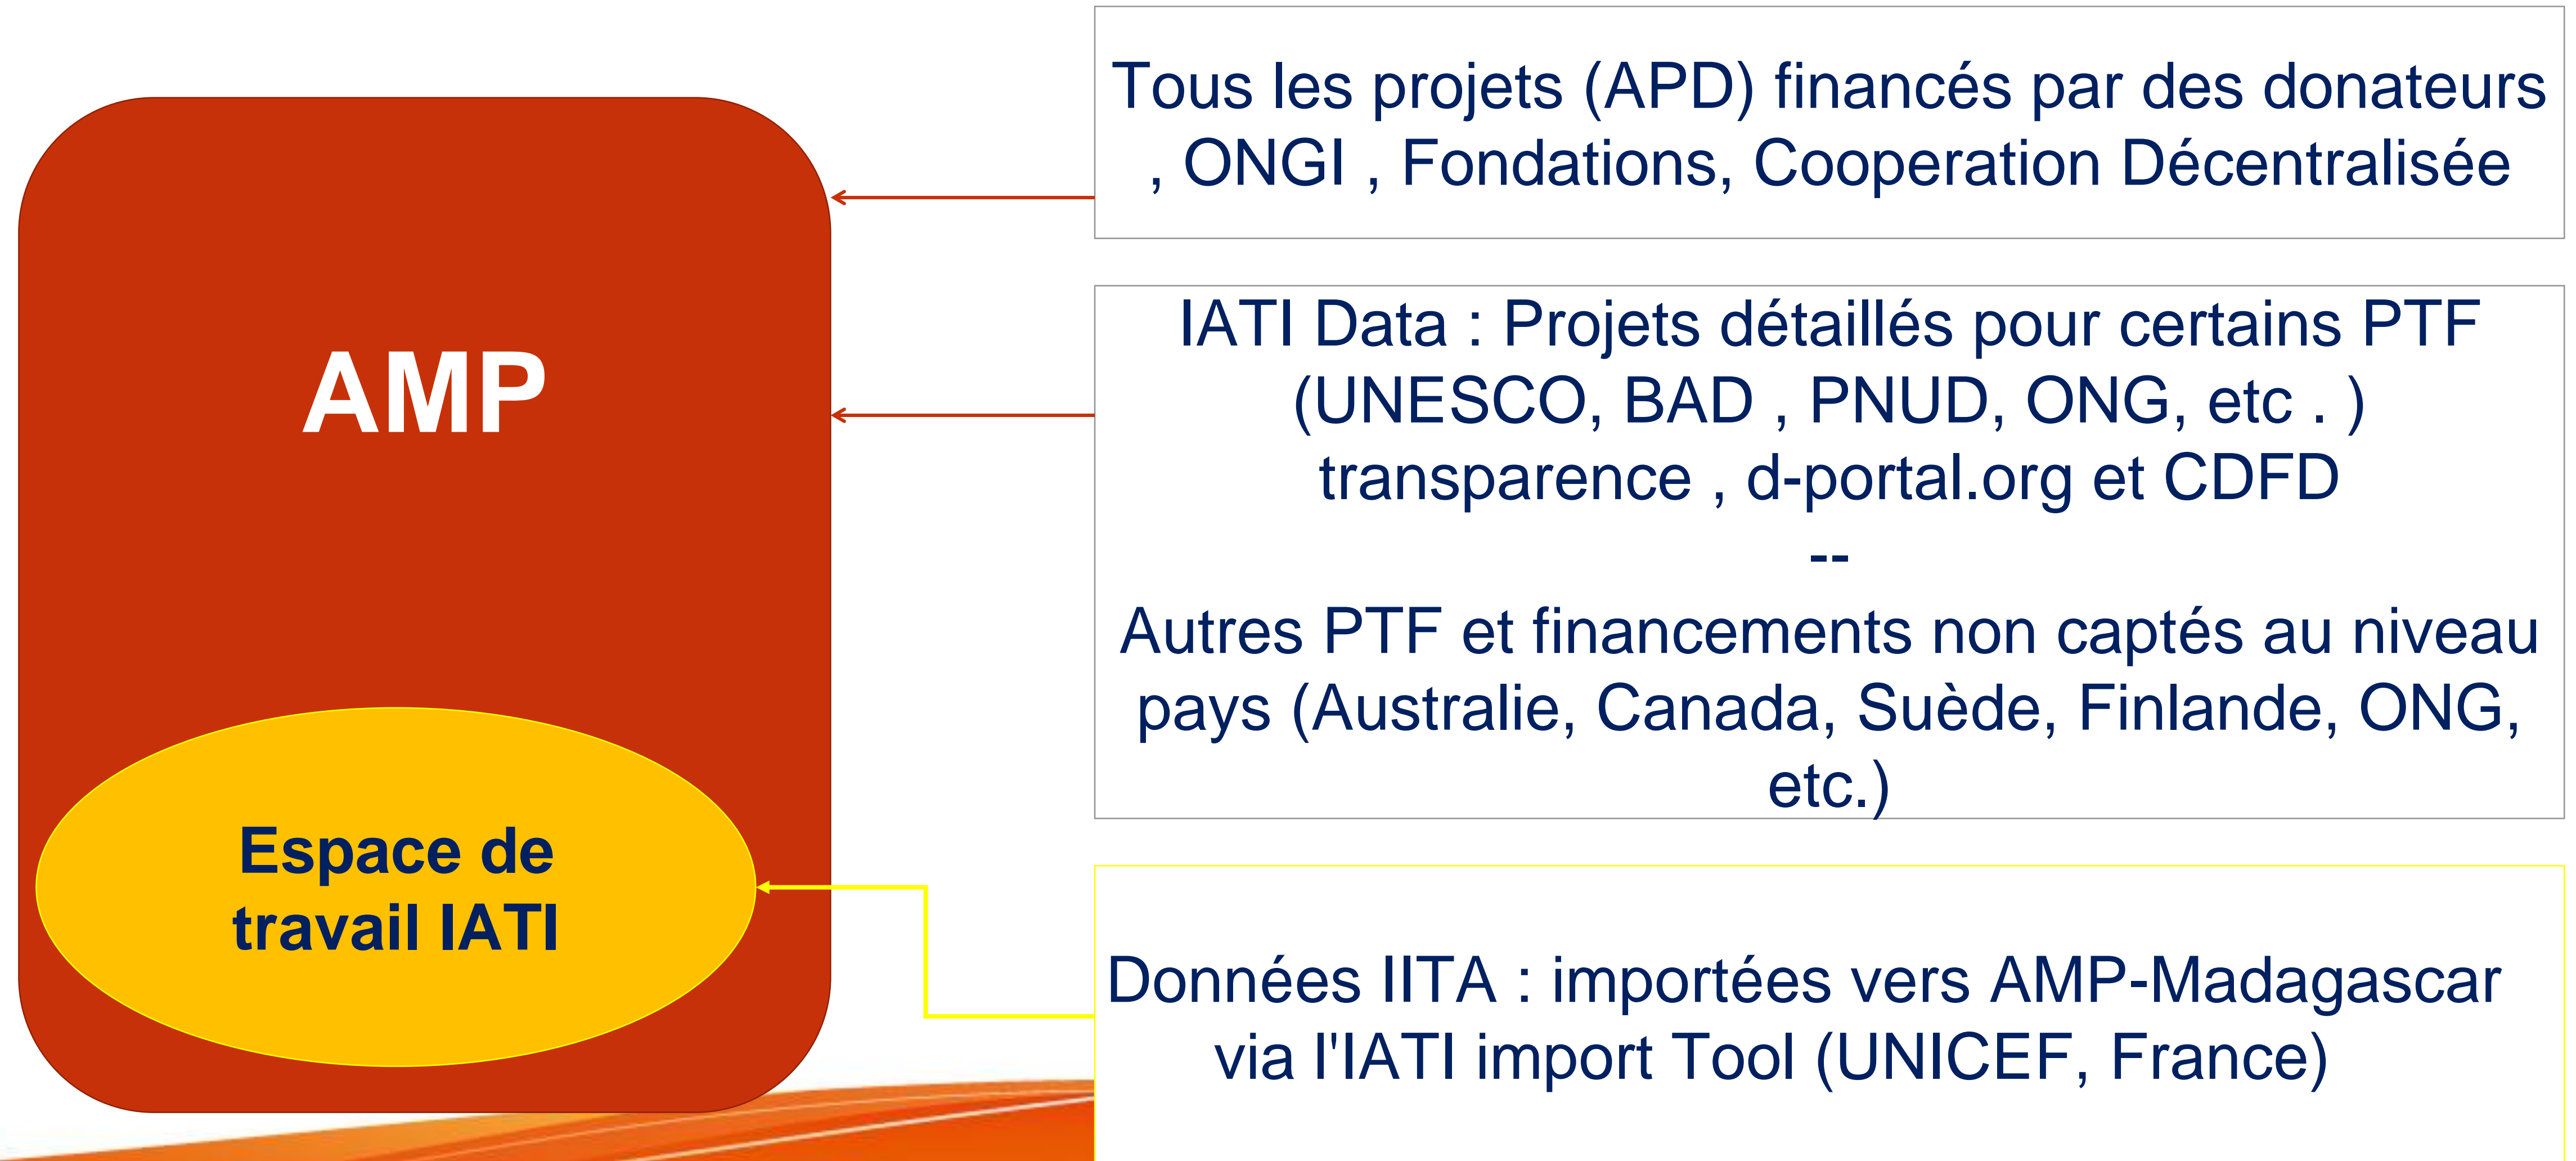 AMP
Espace de
travail IATI
Tous les projets (APD) financés par des donateurs
, ONGI , Fondations, Cooperation Décentralisée
IATI Data : Projets détaillés pour certains PTF
(UNESCO, BAD , PNUD, ONG, etc . )
transparence , d-portal.org et CDFD
--
Autres PTF et financements non captés au niveau
pays (Australie, Canada, Suède, Finlande, ONG,
etc.)
Données IITA : importées vers AMP-Madagascar
via l'IATI import Tool (UNICEF, France)